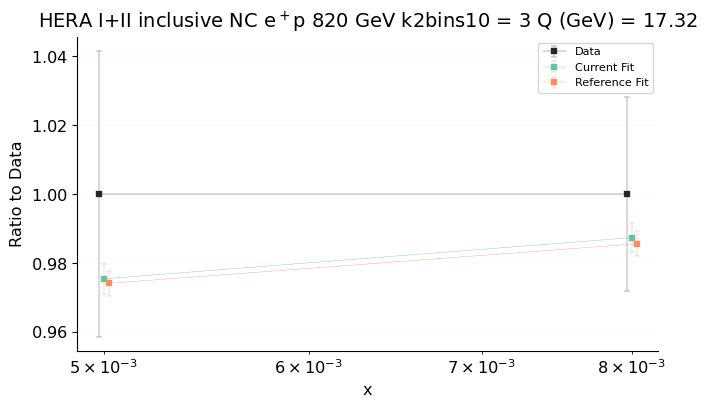 HERA I+II inclusive NC e⁺p 820 GeV k2bins10 = 3 Q (GeV) = 17.32
Data
Current Fit
Reference Fit
Ratio to Data
1.04
1.02
1.00
0.98
0.96
5 × 10⁻³
6 × 10⁻³
7 × 10⁻³
8 × 10⁻³
x